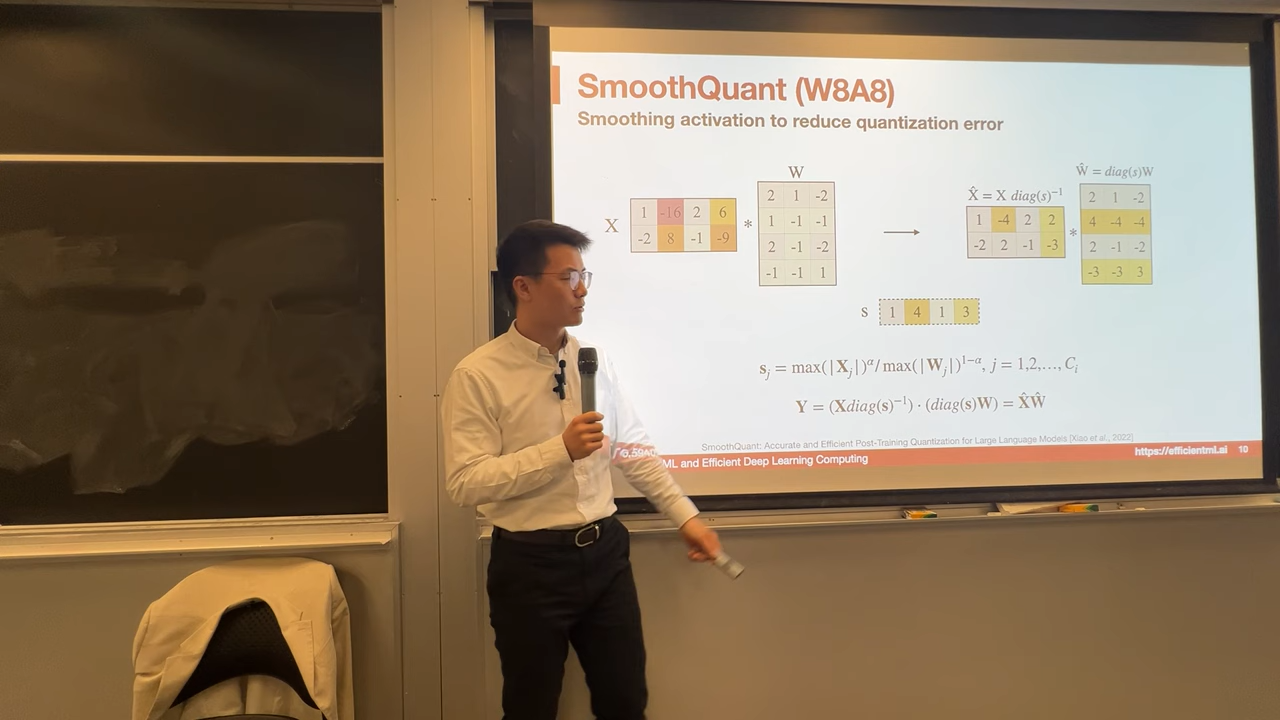 SmoothQuant (W8A8)
Smoothing activation to reduce quantization error
W
Ŵ = diag(s)W
X̂ = X diag(s)⁻¹
X
1 -16 2 6
-2 8 -1 -9
*
2 1 -2
1 -1 -1
2 -1 -2
-1 -1 1
1 -4 2 2
-2 2 -1 -3
*
2 1 -2
4 -4 -4
2 -1 -2
-3 -3 3
s 1 4 1 3
sⱼ = max(|Xⱼ|)^α / max(|Wⱼ|)^(1-α), j = 1,2,…, Cᵢ
Y = (Xdiag(s)⁻¹) · (diag(s)W) = X̂Ŵ
SmoothQuant: Accurate and Efficient Post-Training Quantization for Large Language Models [Xiao et al., 2022]
ML and Efficient Deep Learning Computing
https://efficientml.ai 10